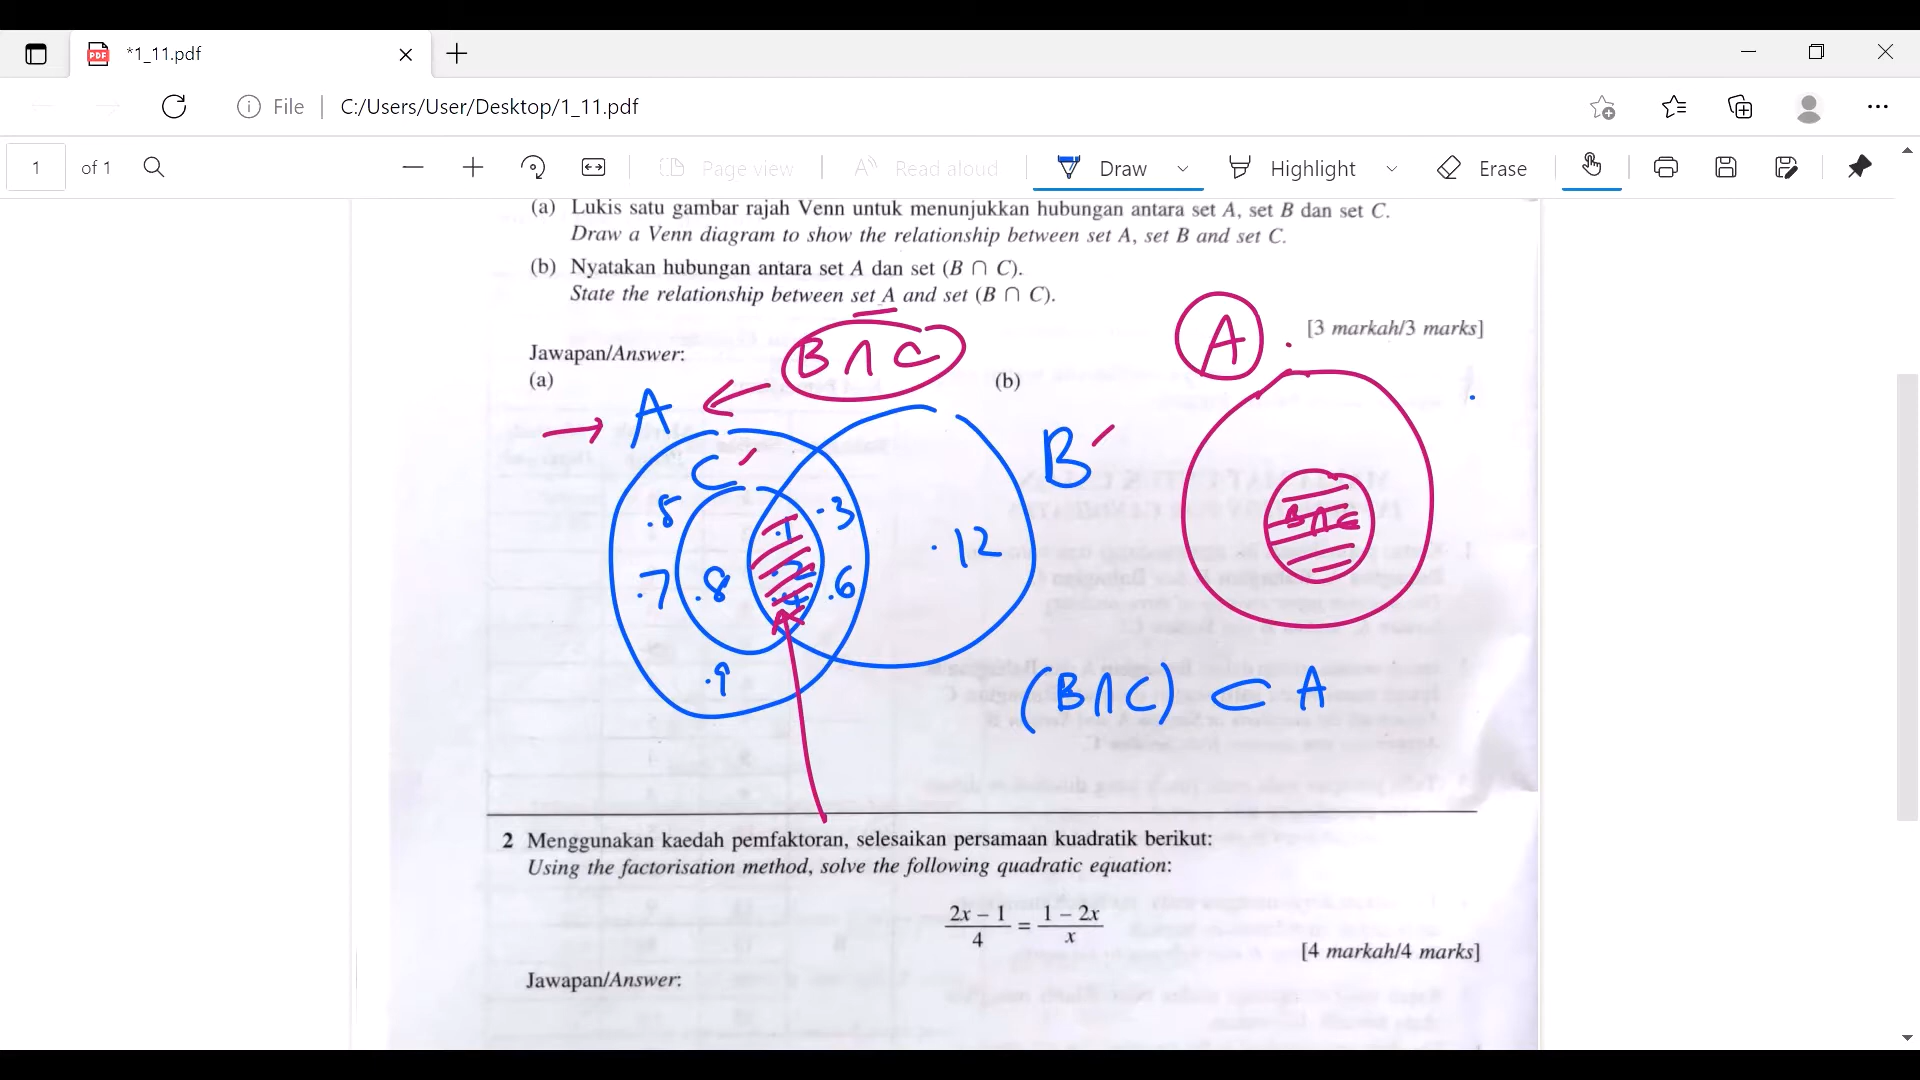 *1_11.pdf
File
C:/Users/User/Desktop/1_11.pdf
1 of 1 Page view Read aloud Draw Highlight Erase
(a) Lukis satu gambar rajah Venn untuk menunjukkan hubungan antara set A, set B dan set C.
Draw a Venn diagram to show the relationship between set A, set B and set C.
(b) Nyatakan hubungan antara set A dan set (B ∩ C).
State the relationship between set A and set (B ∩ C).
[3 markah/3 marks]
Jawapan/Answer:
(a)
(b)
B ∩ C
A
A
C
B
.5
.1
.3
.12
.7
.8
.2
.6
.4
.9
B∩C
(B∩C) ⊂ A
2 Menggunakan kaedah pemfaktoran, selesaikan persamaan kuadratik berikut:
Using the factorisation method, solve the following quadratic equation:
2x – 1 / 4 = 1 – 2x / x
[4 markah/4 marks]
Jawapan/Answer: